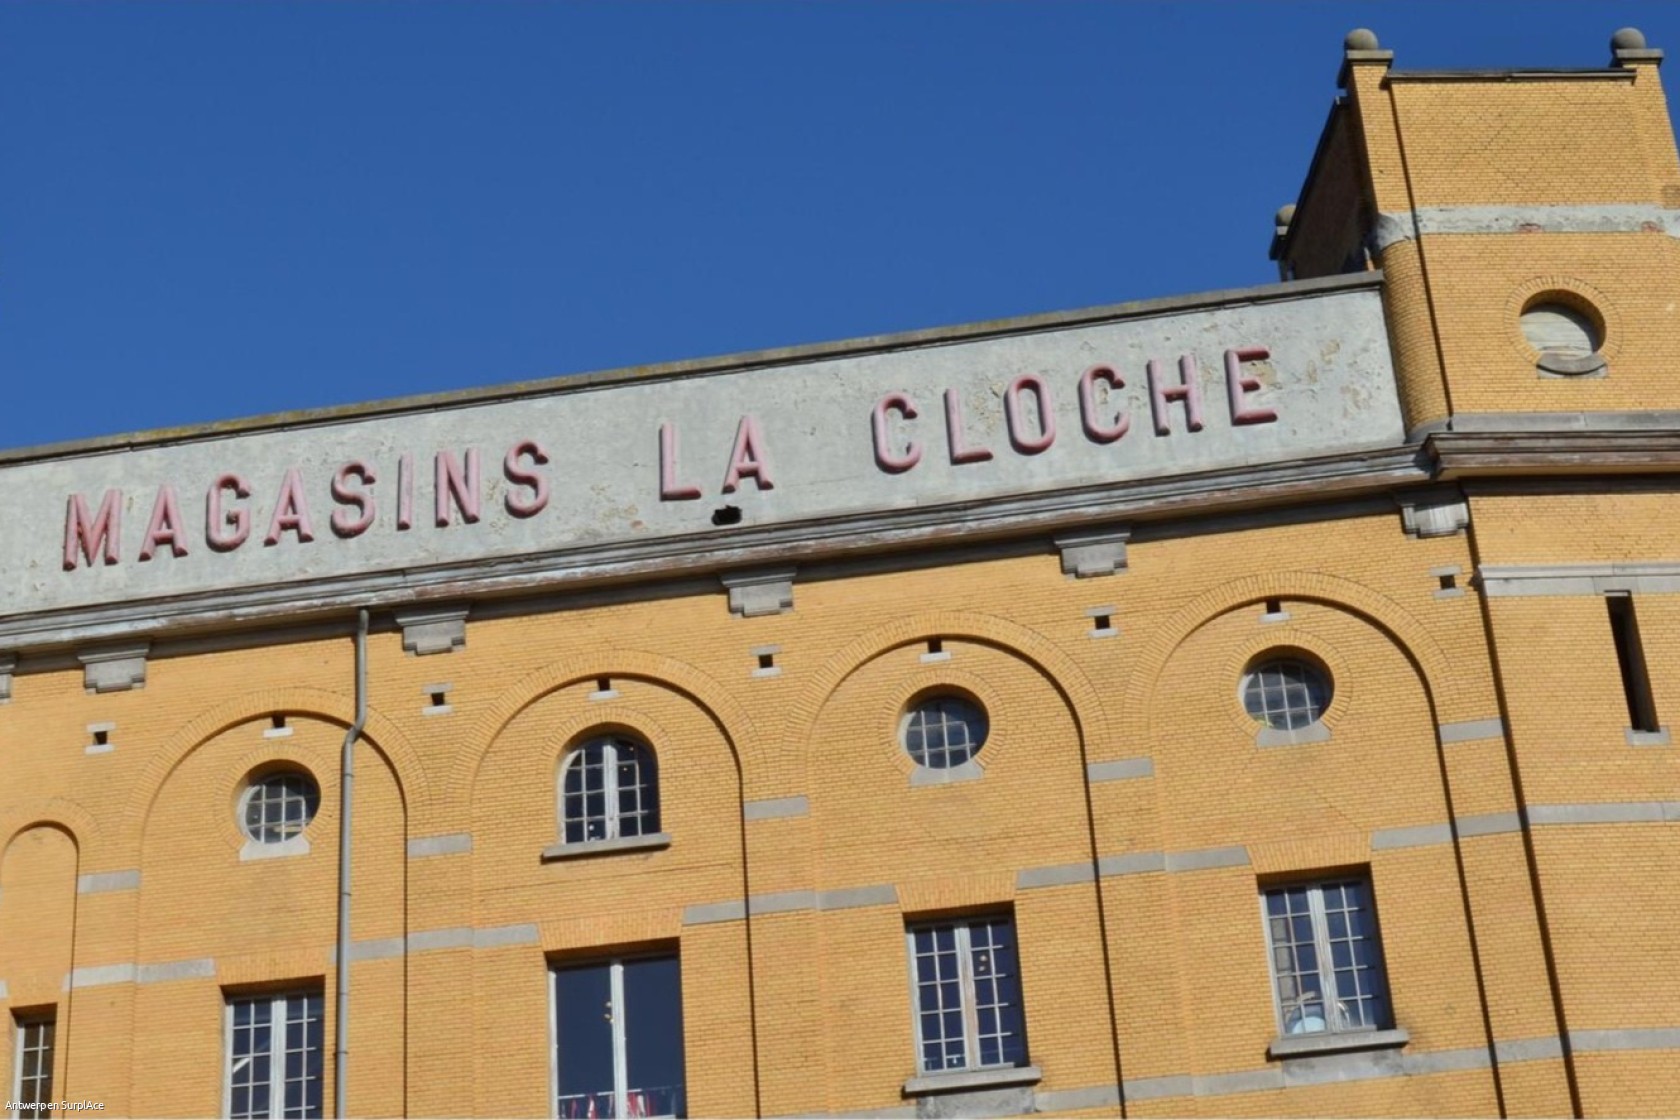 MAGASINS LA CLOCHE
Antwerpen SurplAce